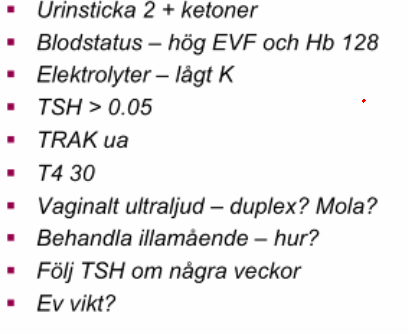 Urinsticka 2 + ketoner
Blodstatus – hög EVF och Hb 128
Elektrolyter – lågt K
TSH > 0.05
TRAK ua
T4 30
Vaginalt ultraljud – duplex? Mola?
Behandla illamående – hur?
Följ TSH om några veckor
Ev vikt?